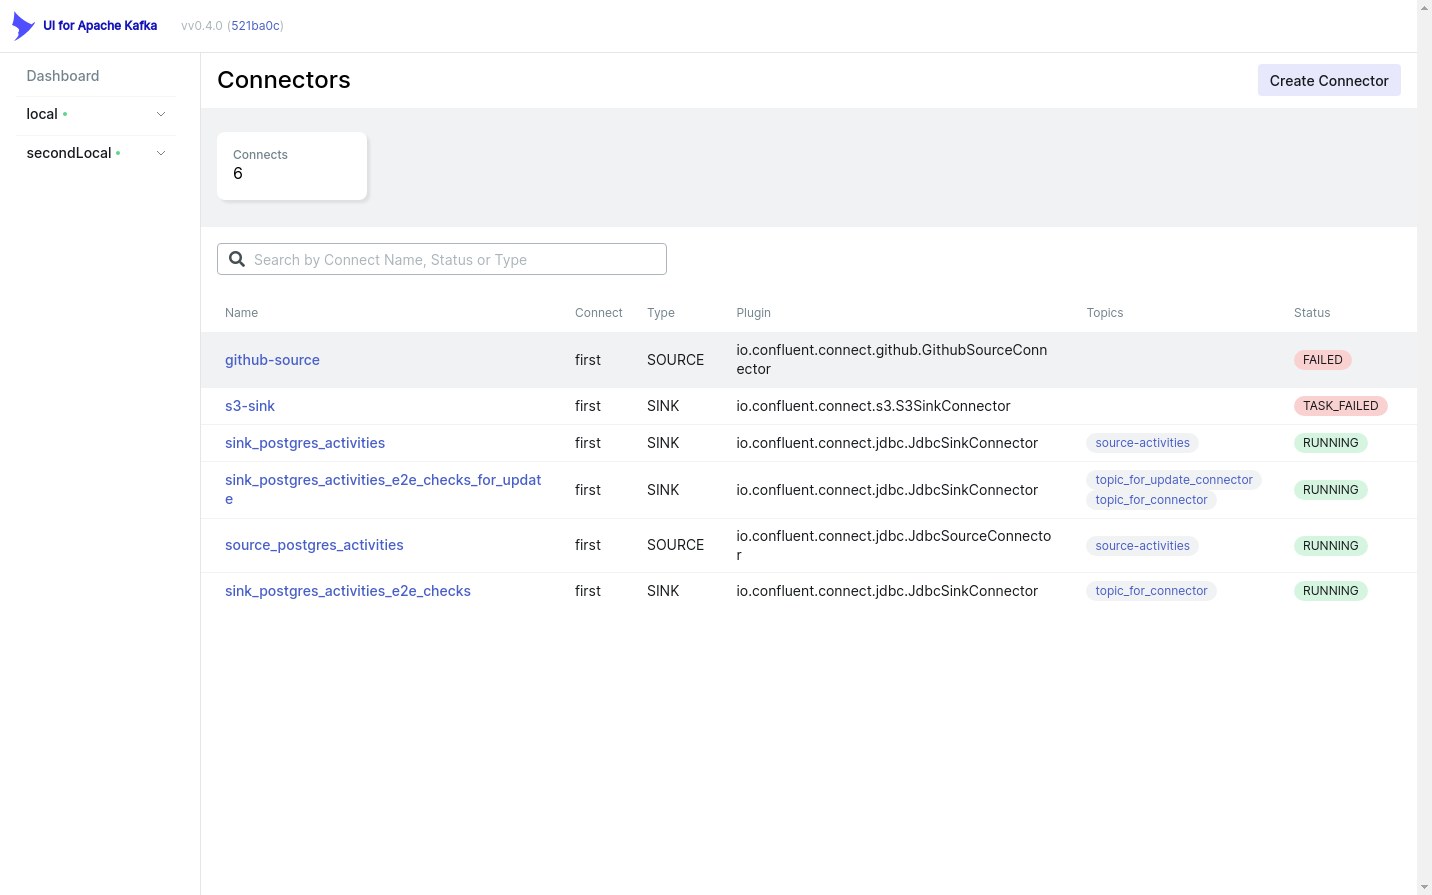 UI for Apache Kafka
vv0.4.0 (521ba0c)
Dashboard
local
secondLocal
Connectors
Create Connector
Connects
6
Search by Connect Name, Status or Type
Name Connect Type Plugin Topics Status
github-source first SOURCE io.confluent.connect.github.GithubSourceConn
ector FAILED
s3-sink first SINK io.confluent.connect.s3.S3SinkConnector TASK_FAILED
sink_postgres_activities first SINK io.confluent.connect.jdbc.JdbcSinkConnector source-activities RUNNING
sink_postgres_activities_e2e_checks_for_updat
e first SINK io.confluent.connect.jdbc.JdbcSinkConnector topic_for_update_connector
topic_for_connector RUNNING
source_postgres_activities first SOURCE io.confluent.connect.jdbc.JdbcSourceConnecto
r source-activities RUNNING
sink_postgres_activities_e2e_checks first SINK io.confluent.connect.jdbc.JdbcSinkConnector topic_for_connector RUNNING